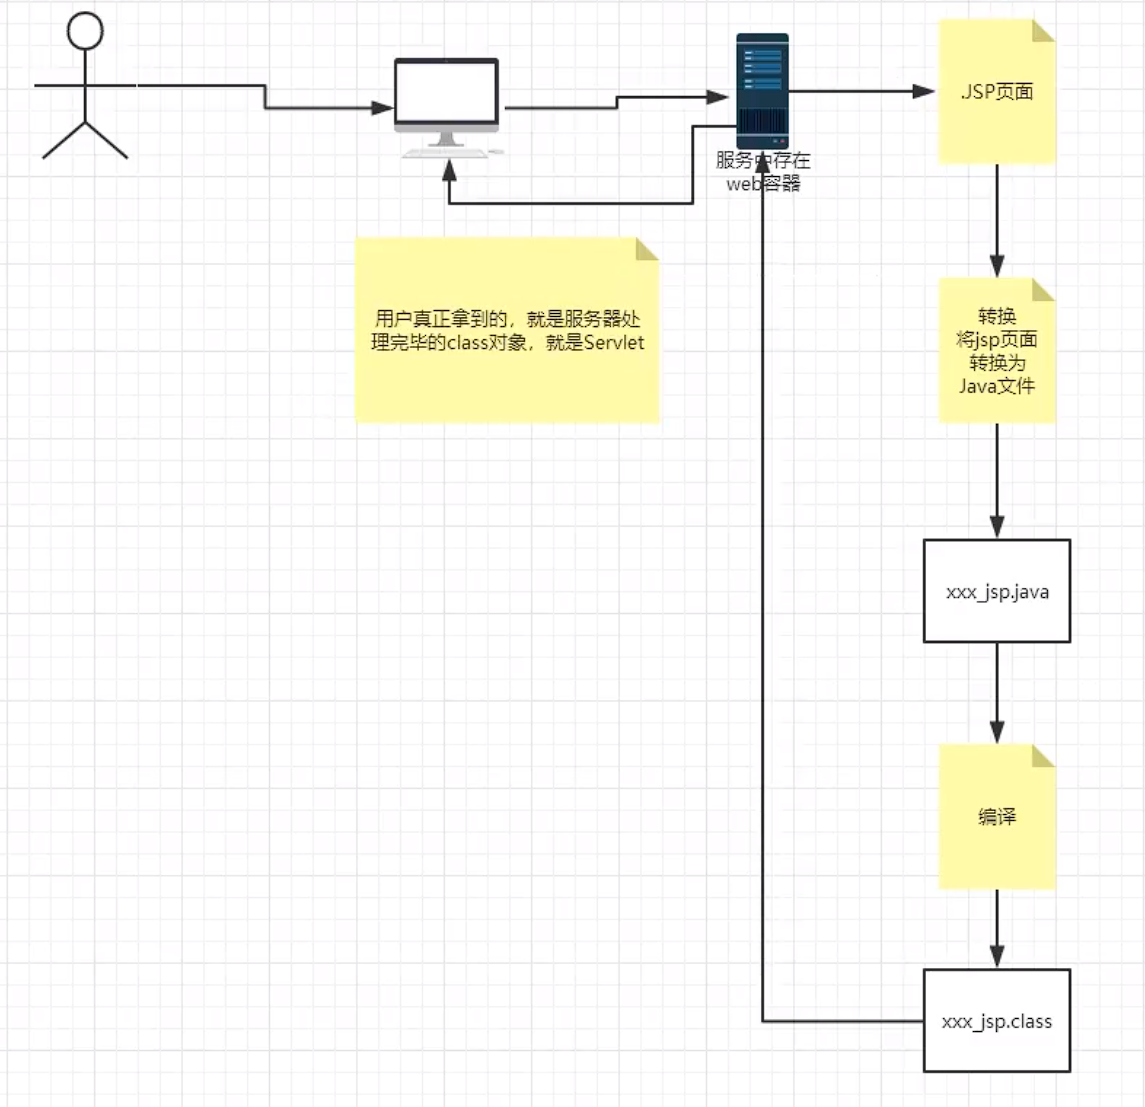 .JSP页面
服务中存在
web容器
用户真正拿到的，就是服务器处
理完毕的class对象，就是Servlet
转换
将jsp页面
转换为
Java文件
xxx_jsp.java
编译
xxx_jsp.class